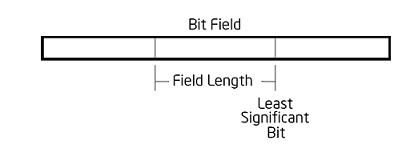 Bit Field
Field Length
Least
Significant
Bit